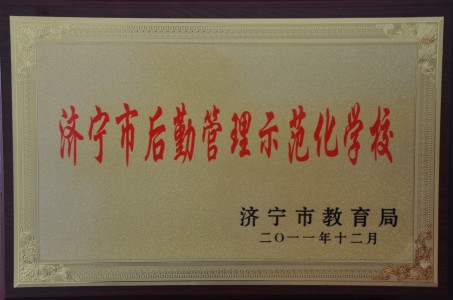 济宁市后勤管理示范化学校
济宁市教育局
二〇一一年十二月